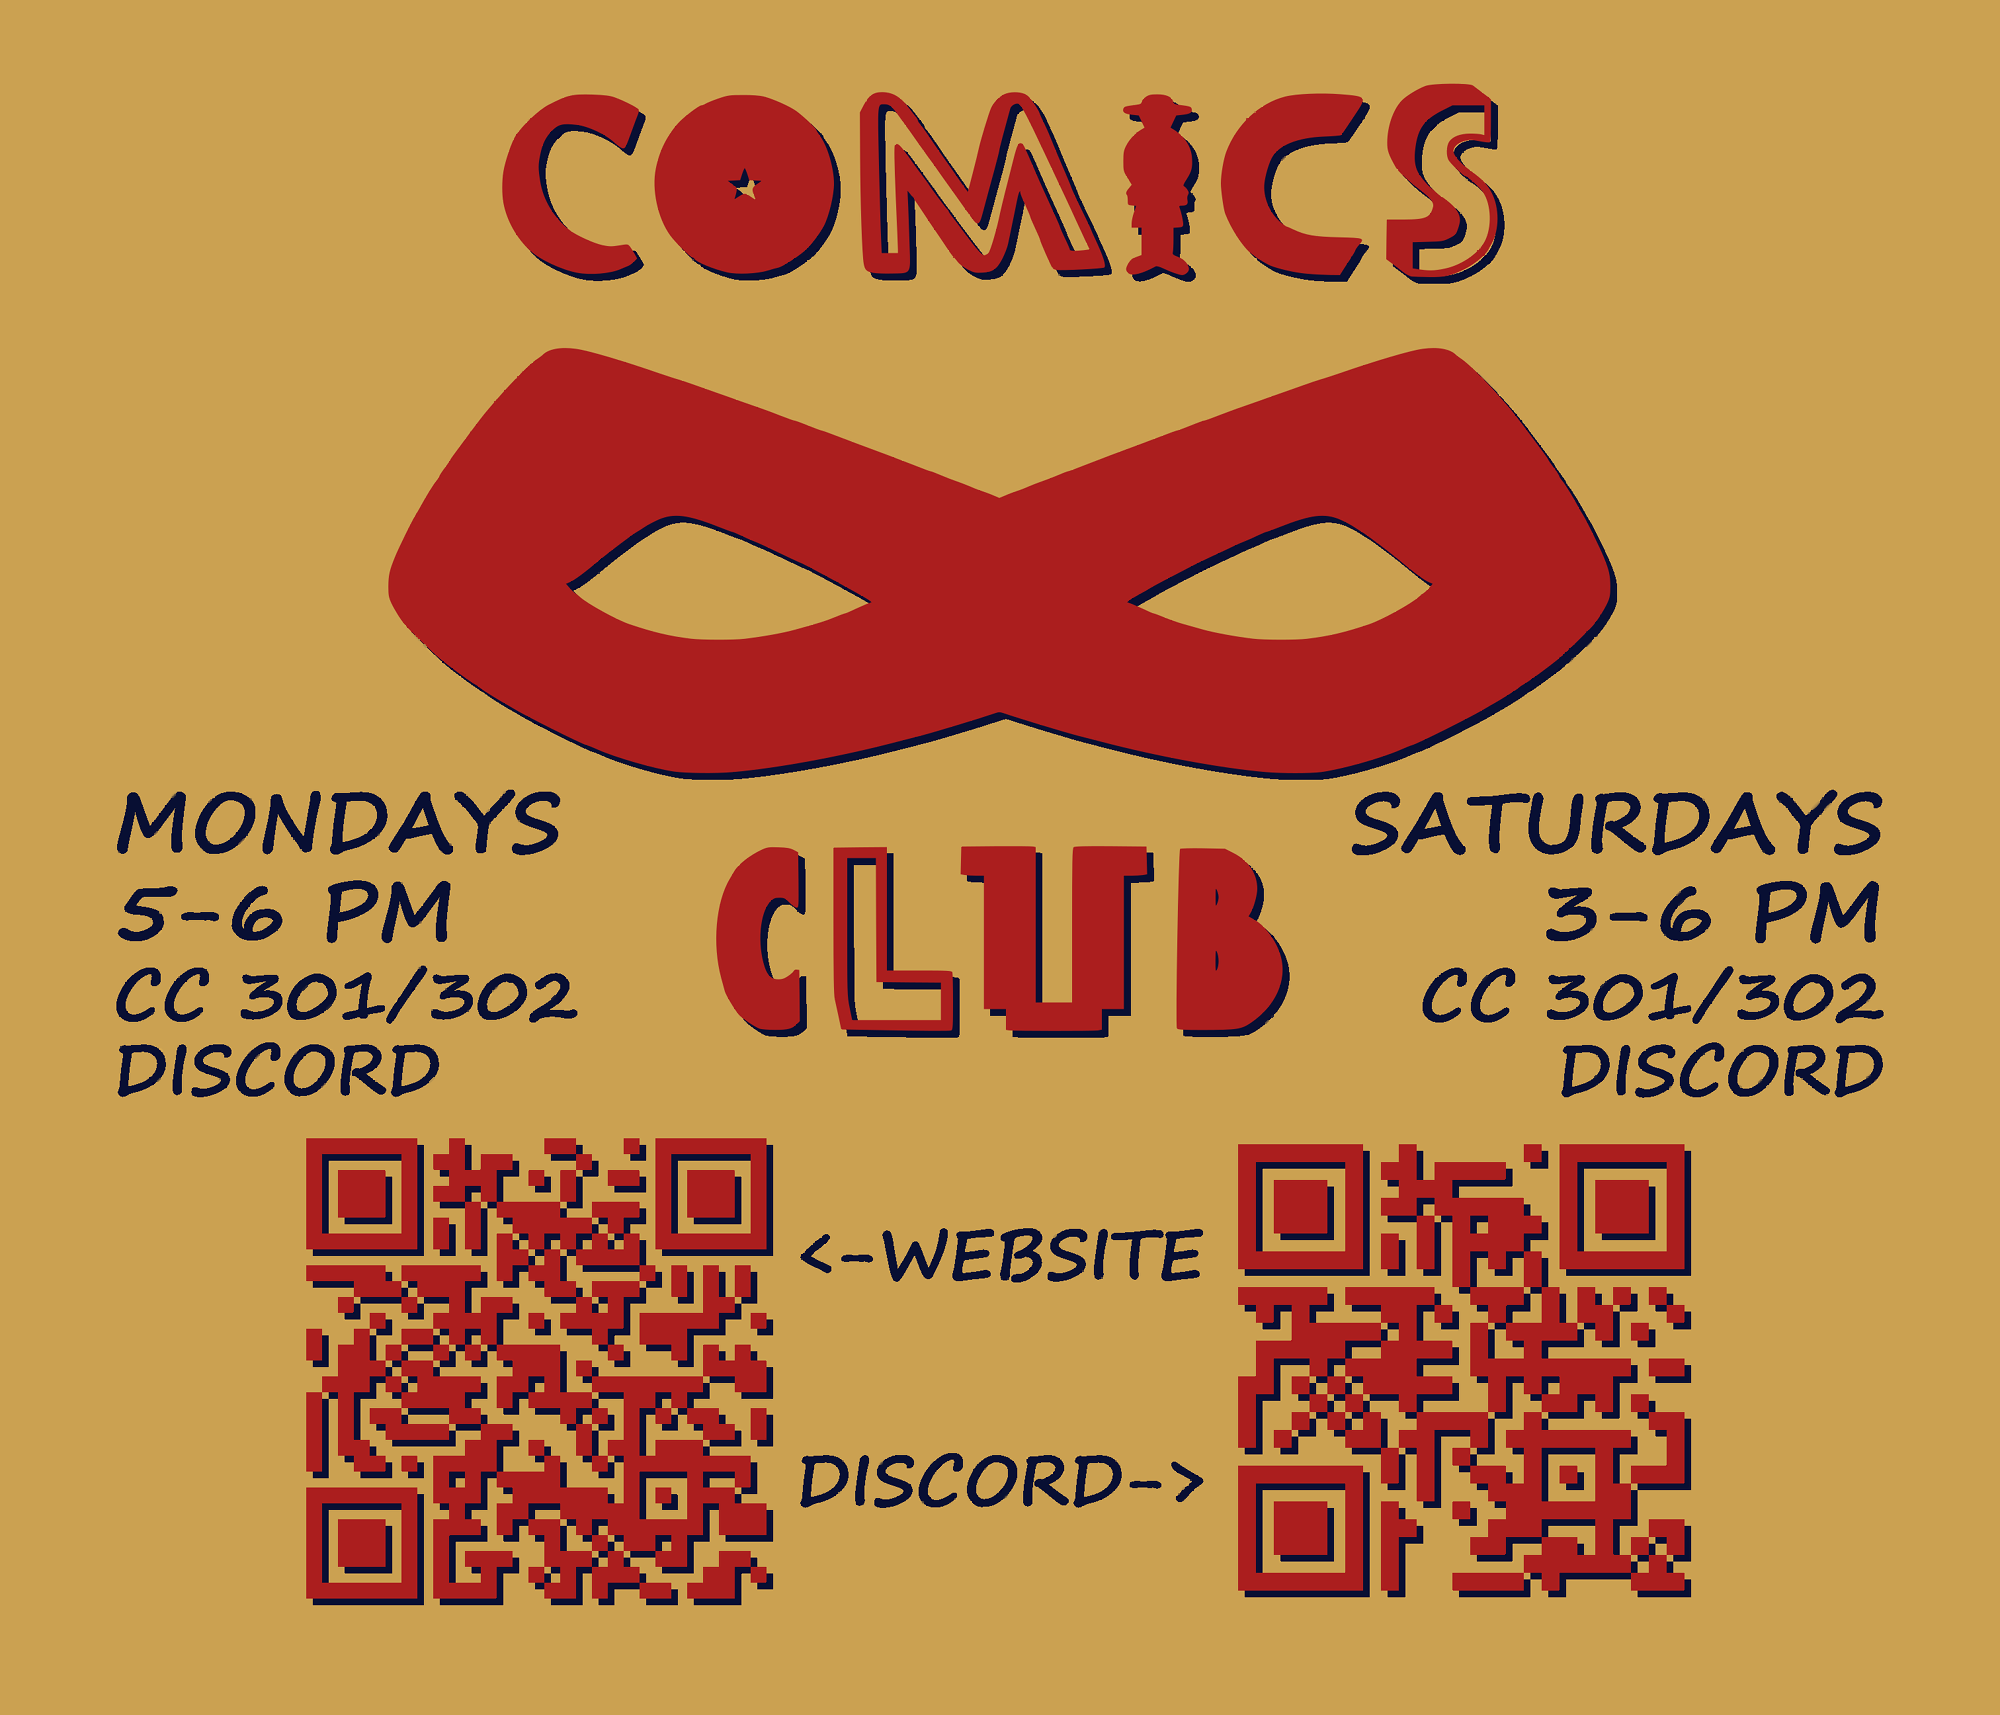 COMICS
CLUB
MONDAYS
5-6 PM
CC 301/302
DISCORD
SATURDAYS
3-6 PM
CC 301/302
DISCORD
<-WEBSITE
DISCORD->